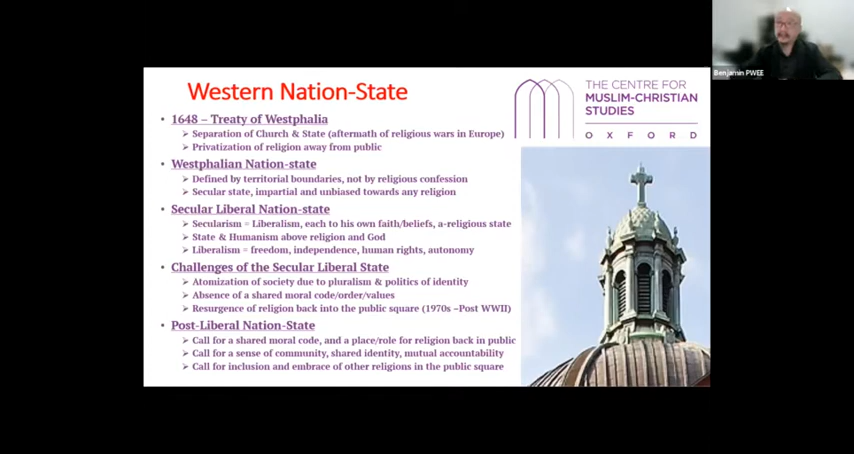 Benjamin PWEE
Western Nation-State
THE CENTRE FOR
MUSLIM-CHRISTIAN
STUDIES
O X F O R D
• 1648 – Treaty of Westphalia
➢ Separation of Church & State (aftermath of religious wars in Europe)
➢ Privatization of religion away from public
• Westphalian Nation-state
➢ Defined by territorial boundaries, not by religious confession
➢ Secular state, impartial and unbiased towards any religion
• Secular Liberal Nation-state
➢ Secularism = Liberalism, each to his own faith/beliefs, a-religious state
➢ State & Humanism above religion and God
➢ Liberalism = freedom, independence, human rights, autonomy
• Challenges of the Secular Liberal State
➢ Atomization of society due to pluralism & politics of identity
➢ Absence of a shared moral code/order/values
➢ Resurgence of religion back into the public square (1970s –Post WWII)
• Post-Liberal Nation-State
➢ Call for a shared moral code, and a place/role for religion back in public
➢ Call for a sense of community, shared identity, mutual accountability
➢ Call for inclusion and embrace of other religions in the public square